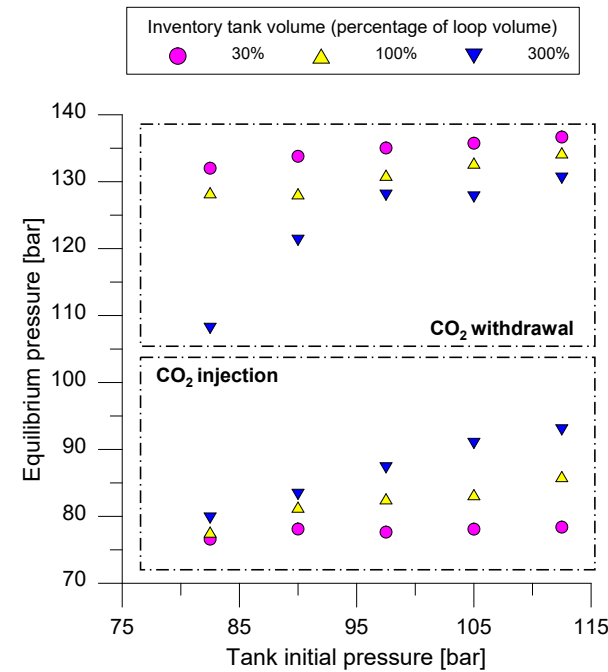 Inventory tank volume (percentage of loop volume)
30% 100% 300%
140
130
120
110
100
90
80
70
Equilibrium pressure [bar]
CO₂ withdrawal
CO₂ injection
75 85 95 105 115
Tank initial pressure [bar]